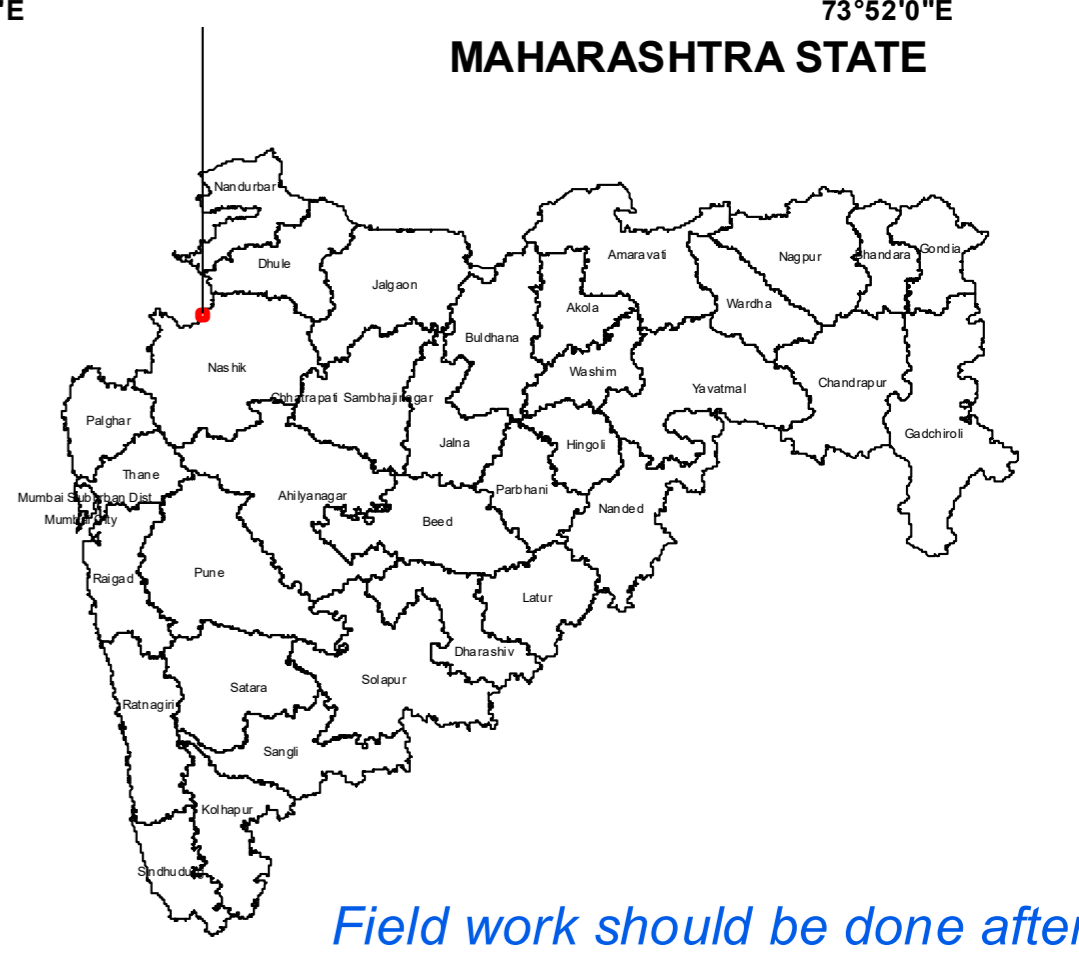 "E
73°52'0"E
MAHARASHTRA STATE
Nandurbar
Dhule
Jalgaon
Amaravati
Nagpur
Bhandara
Gondia
Akola
Wardha
Buldhana
Nashik
Washim
Yavatmal
Chandrapur
Chhatrapati Sambhajinagar
Palghar
Jalna
Hingoli
Gadchiroli
Thane
Parbhani
Mumbai Suburban Dist
Ahilyanagar
Nanded
Mumbai City
Beed
Raigad
Pune
Latur
Dharashiv
Solapur
Satara
Ratnagiri
Sangli
Kolhapur
Field work should be done after